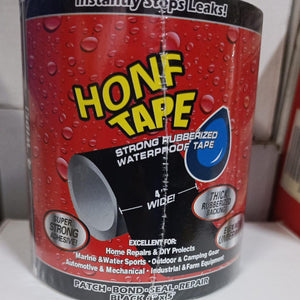 Instantly Stops Leaks!
HONF
TAPE
STRONG RUBBERIZED
WATERPROOF TAPE
4"
WIDE!
SUPER
STRONG
ADHESIVE!
THICK
RUBBERIZED
BACKING!
EXCELLENT FOR:
Home Repairs & DIY Projects
Marine & Water Sports · Outdoor & Camping Gear
Automotive & Mechanical · Industrial & Farm Equipment
PATCH · BOND · SEAL · REPAIR